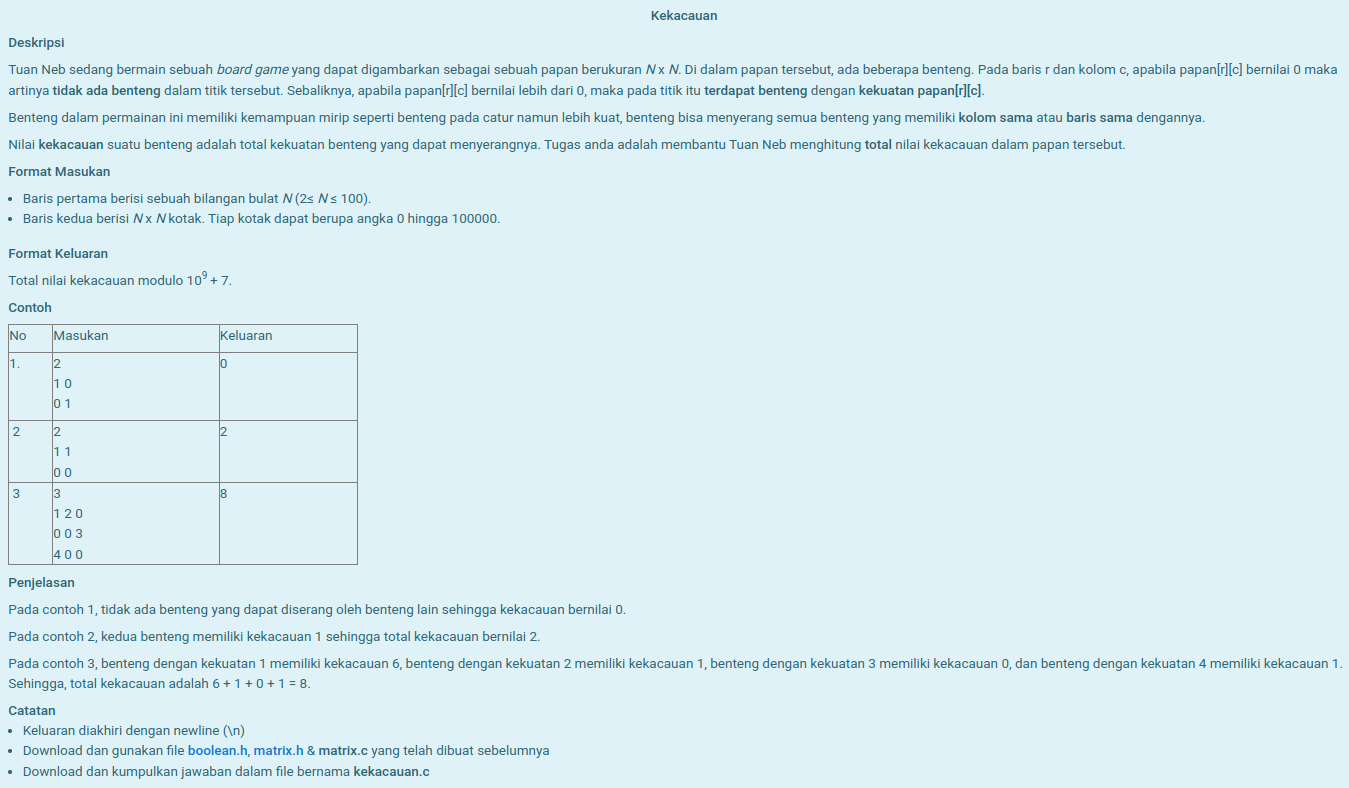 Kekacauan
Deskripsi
Tuan Neb sedang bermain sebuah board game yang dapat digambarkan sebagai sebuah papan berukuran N x N. Di dalam papan tersebut, ada beberapa benteng. Pada baris r dan kolom c, apabila papan[r][c] bernilai 0 maka
artinya tidak ada benteng dalam titik tersebut. Sebaliknya, apabila papan[r][c] bernilai lebih dari 0, maka pada titik itu terdapat benteng dengan kekuatan papan[r][c].
Benteng dalam permainan ini memiliki kemampuan mirip seperti benteng pada catur namun lebih kuat, benteng bisa menyerang semua benteng yang memiliki kolom sama atau baris sama dengannya.
Nilai kekacauan suatu benteng adalah total kekuatan benteng yang dapat menyerangnya. Tugas anda adalah membantu Tuan Neb menghitung total nilai kekacauan dalam papan tersebut.
Format Masukan
• Baris pertama berisi sebuah bilangan bulat N (2≤ N ≤ 100).
• Baris kedua berisi N x N kotak. Tiap kotak dapat berupa angka 0 hingga 100000.
Format Keluaran
Total nilai kekacauan modulo 10^9 + 7.
Contoh
No Masukan Keluaran
1. 2 0
1 0
0 1
2 2 2
1 1
0 0
3 3 8
1 2 0
0 0 3
4 0 0
Penjelasan
Pada contoh 1, tidak ada benteng yang dapat diserang oleh benteng lain sehingga kekacauan bernilai 0.
Pada contoh 2, kedua benteng memiliki kekacauan 1 sehingga total kekacauan bernilai 2.
Pada contoh 3, benteng dengan kekuatan 1 memiliki kekacauan 6, benteng dengan kekuatan 2 memiliki kekacauan 1, benteng dengan kekuatan 3 memiliki kekacauan 0, dan benteng dengan kekuatan 4 memiliki kekacauan 1.
Sehingga, total kekacauan adalah 6 + 1 + 0 + 1 = 8.
Catatan
• Keluaran diakhiri dengan newline (\n)
• Download dan gunakan file boolean.h, matrix.h & matrix.c yang telah dibuat sebelumnya
• Download dan kumpulkan jawaban dalam file bernama kekacauan.c